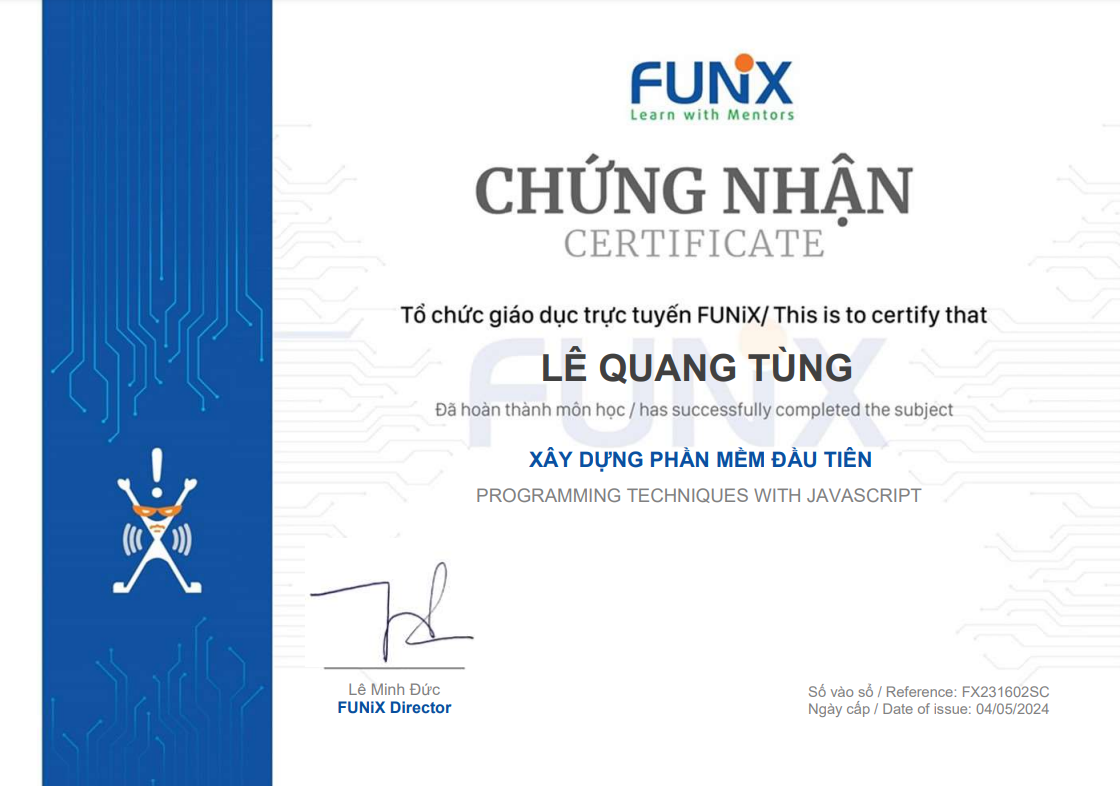 FUNiX
Learn with Mentors
CHỨNG NHẬN
CERTIFICATE
Tổ chức giáo dục trực tuyến FUNiX/ This is to certify that
LÊ QUANG TÙNG
Đã hoàn thành môn học / has successfully completed the subject
XÂY DỰNG PHẦN MỀM ĐẦU TIÊN
PROGRAMMING TECHNIQUES WITH JAVASCRIPT
Lê Minh Đức
FUNiX Director
Số vào sổ / Reference: FX231602SC
Ngày cấp / Date of issue: 04/05/2024